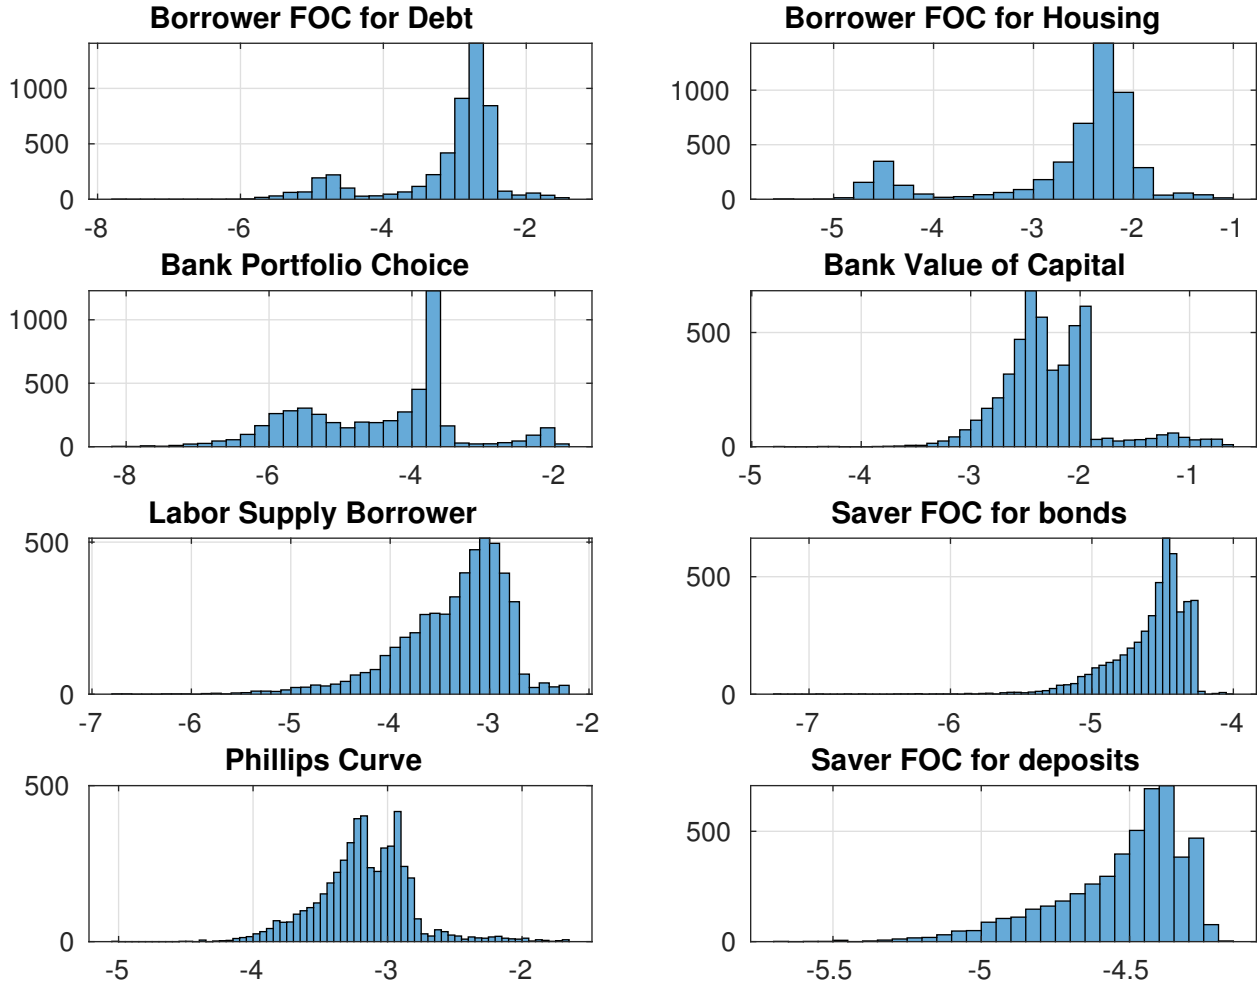 Borrower FOC for Debt
1000
500
0
-8 -6 -4 -2
Borrower FOC for Housing
1000
500
0
-5 -4 -3 -2 -1
Bank Portfolio Choice
1000
500
0
-8 -6 -4 -2
Bank Value of Capital
500
0
-5 -4 -3 -2 -1
Labor Supply Borrower
500
0
-7 -6 -5 -4 -3 -2
Saver FOC for bonds
500
0
-7 -6 -5 -4
Phillips Curve
500
0
-5 -4 -3 -2
Saver FOC for deposits
500
0
-5.5 -5 -4.5